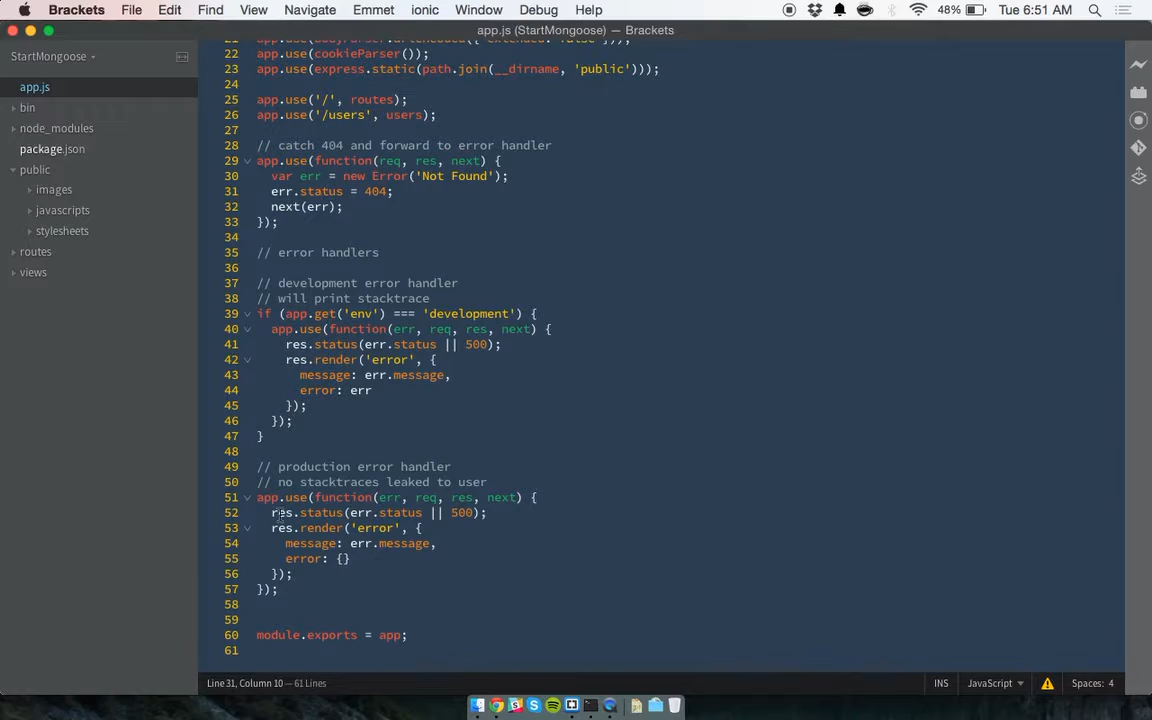 Brackets File Edit Find View Navigate Emmet ionic Window Debug Help 48% Tue 6:51 AM
app.js (StartMongoose) — Brackets
StartMongoose
app.js
bin
node_modules
package.json
public
images
javascripts
stylesheets
routes
views
21 app.use(bodyParser.urlencoded({ extended: false }));
22 app.use(cookieParser());
23 app.use(express.static(path.join(__dirname, 'public')));
24
25 app.use('/', routes);
26 app.use('/users', users);
27
28 // catch 404 and forward to error handler
29 app.use(function(req, res, next) {
30 var err = new Error('Not Found');
31 err.status = 404;
32 next(err);
33 });
34
35 // error handlers
36
37 // development error handler
38 // will print stacktrace
39 if (app.get('env') === 'development') {
40 app.use(function(err, req, res, next) {
41 res.status(err.status || 500);
42 res.render('error', {
43 message: err.message,
44 error: err
45 });
46 });
47 }
48
49 // production error handler
50 // no stacktraces leaked to user
51 app.use(function(err, req, res, next) {
52 res.status(err.status || 500);
53 res.render('error', {
54 message: err.message,
55 error: {}
56 });
57 });
58
59
60 module.exports = app;
61
Line 31, Column 10 — 61 Lines INS JavaScript Spaces: 4